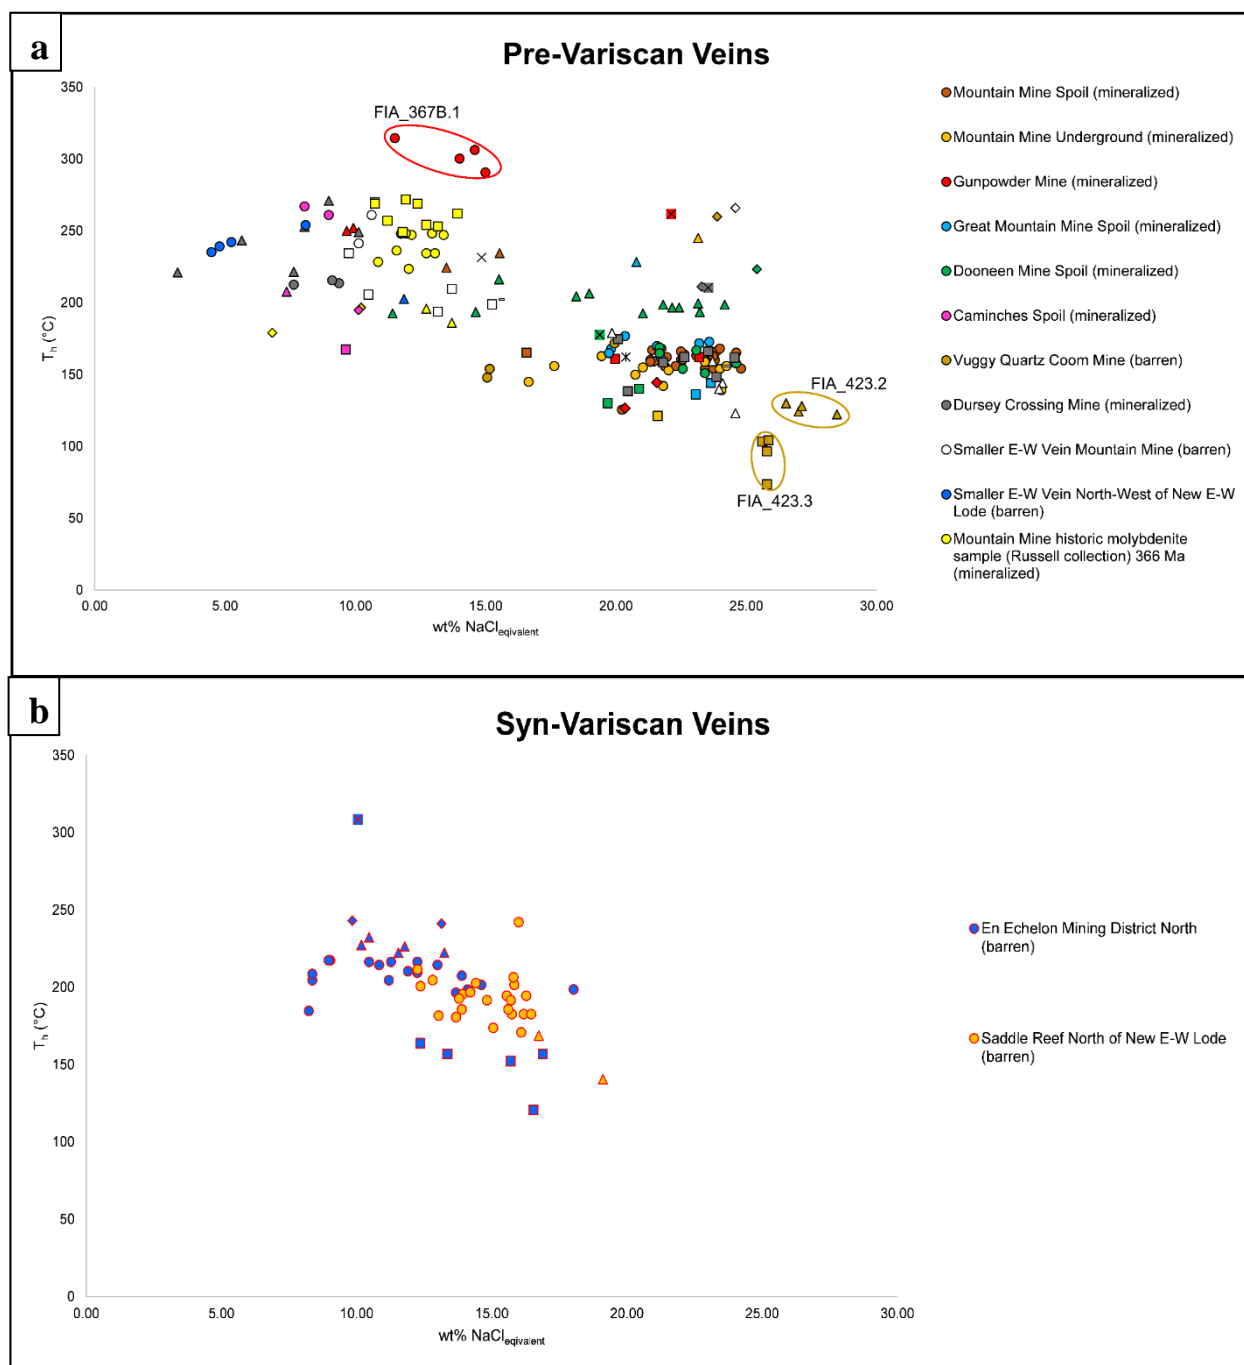 a
Pre-Variscan Veins
350
300
250
200
150
100
50
0
T_h (°C)
0.00
5.00
10.00
15.00
20.00
25.00
30.00
wt% NaCl_eqivalent
FIA_367B.1
FIA_423.2
FIA_423.3
Mountain Mine Spoil (mineralized)
Mountain Mine Underground (mineralized)
Gunpowder Mine (mineralized)
Great Mountain Mine Spoil (mineralized)
Dooneen Mine Spoil (mineralized)
Caminches Spoil (mineralized)
Vuggy Quartz Coom Mine (barren)
Dursey Crossing Mine (mineralized)
Smaller E-W Vein Mountain Mine (barren)
Smaller E-W Vein North-West of New E-W
Lode (barren)
Mountain Mine historic molybdenite
sample (Russell collection) 366 Ma
(mineralized)
b
Syn-Variscan Veins
350
300
250
200
150
100
50
0
T_h (°C)
0.00
5.00
10.00
15.00
20.00
25.00
30.00
wt% NaCl_eqivalent
En Echelon Mining District North
(barren)
Saddle Reef North of New E-W Lode
(barren)